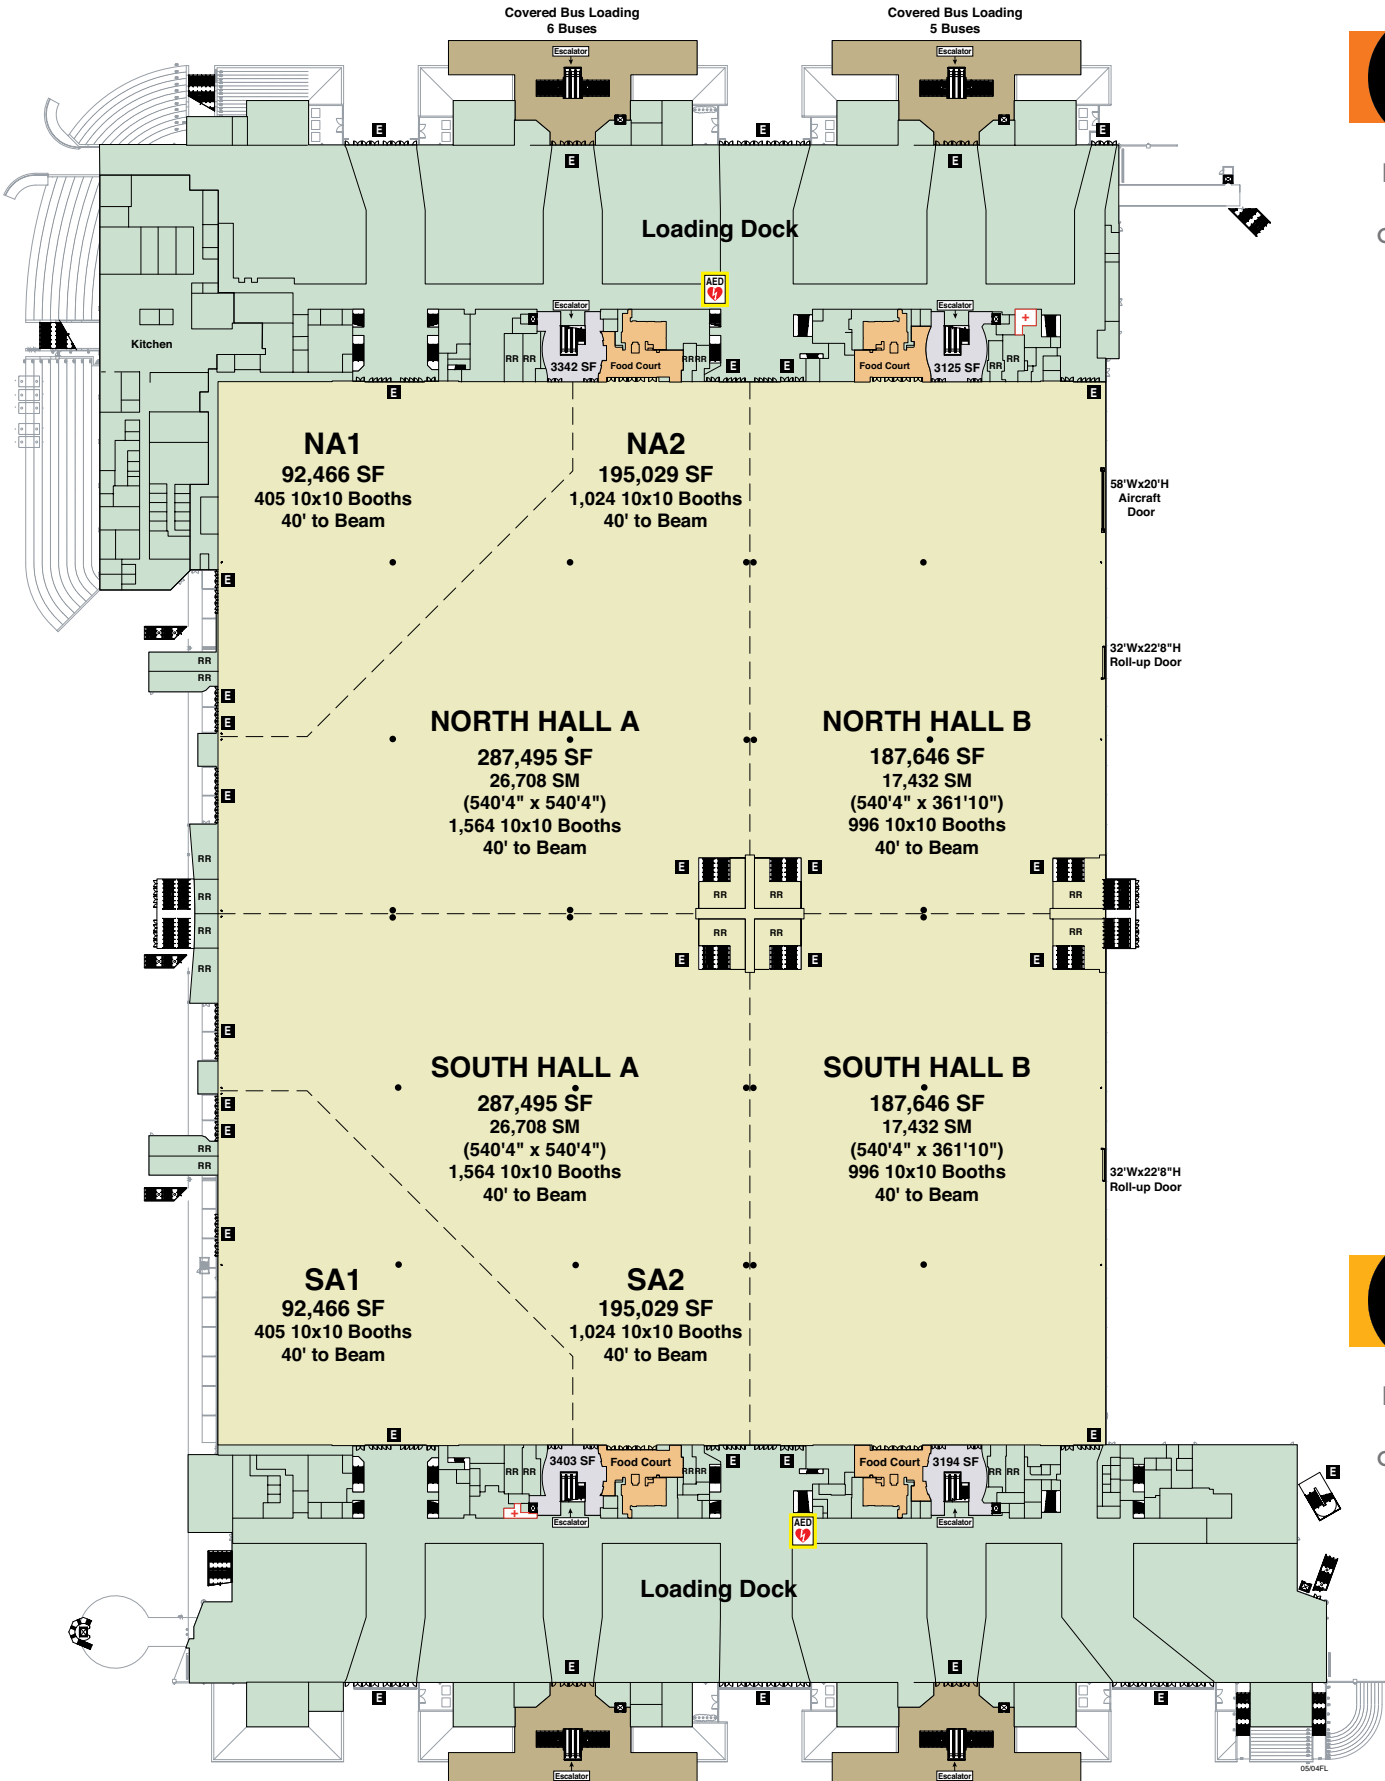 Covered Bus Loading
6 Buses
Covered Bus Loading
5 Buses
Escalator
Escalator
E
E
E
E
E
Loading Dock
AED
Escalator
Escalator
Kitchen
RR
RR
3342 SF
Food Court
RR
RR
E
E
Food Court
3125 SF
RR
RR
E
E
NA1
92,466 SF
405 10x10 Booths
40' to Beam
NA2
195,029 SF
1,024 10x10 Booths
40' to Beam
58'Wx20'H
Aircraft
Door
E
RR
RR
32'Wx22'8"H
Roll-up Door
E
E
NORTH HALL A
287,495 SF
26,708 SM
(540'4" x 540'4")
1,564 10x10 Booths
40' to Beam
NORTH HALL B
187,646 SF
17,432 SM
(540'4" x 361'10")
996 10x10 Booths
40' to Beam
E
RR
E
E
E
RR
RR
RR
RR
RR
RR
RR
RR
RR
E
E
E
E
SOUTH HALL A
287,495 SF
26,708 SM
(540'4" x 540'4")
1,564 10x10 Booths
40' to Beam
SOUTH HALL B
187,646 SF
17,432 SM
(540'4" x 361'10")
996 10x10 Booths
40' to Beam
E
E
RR
RR
32'Wx22'8"H
Roll-up Door
E
SA1
92,466 SF
405 10x10 Booths
40' to Beam
SA2
195,029 SF
1,024 10x10 Booths
40' to Beam
E
E
RR
RR
3403 SF
Food Court
RR
RR
E
E
Food Court
3194 SF
RR
RR
E
Escalator
Escalator
AED
Loading Dock
E
E
E
E
E
Escalator
Escalator
05/04FL